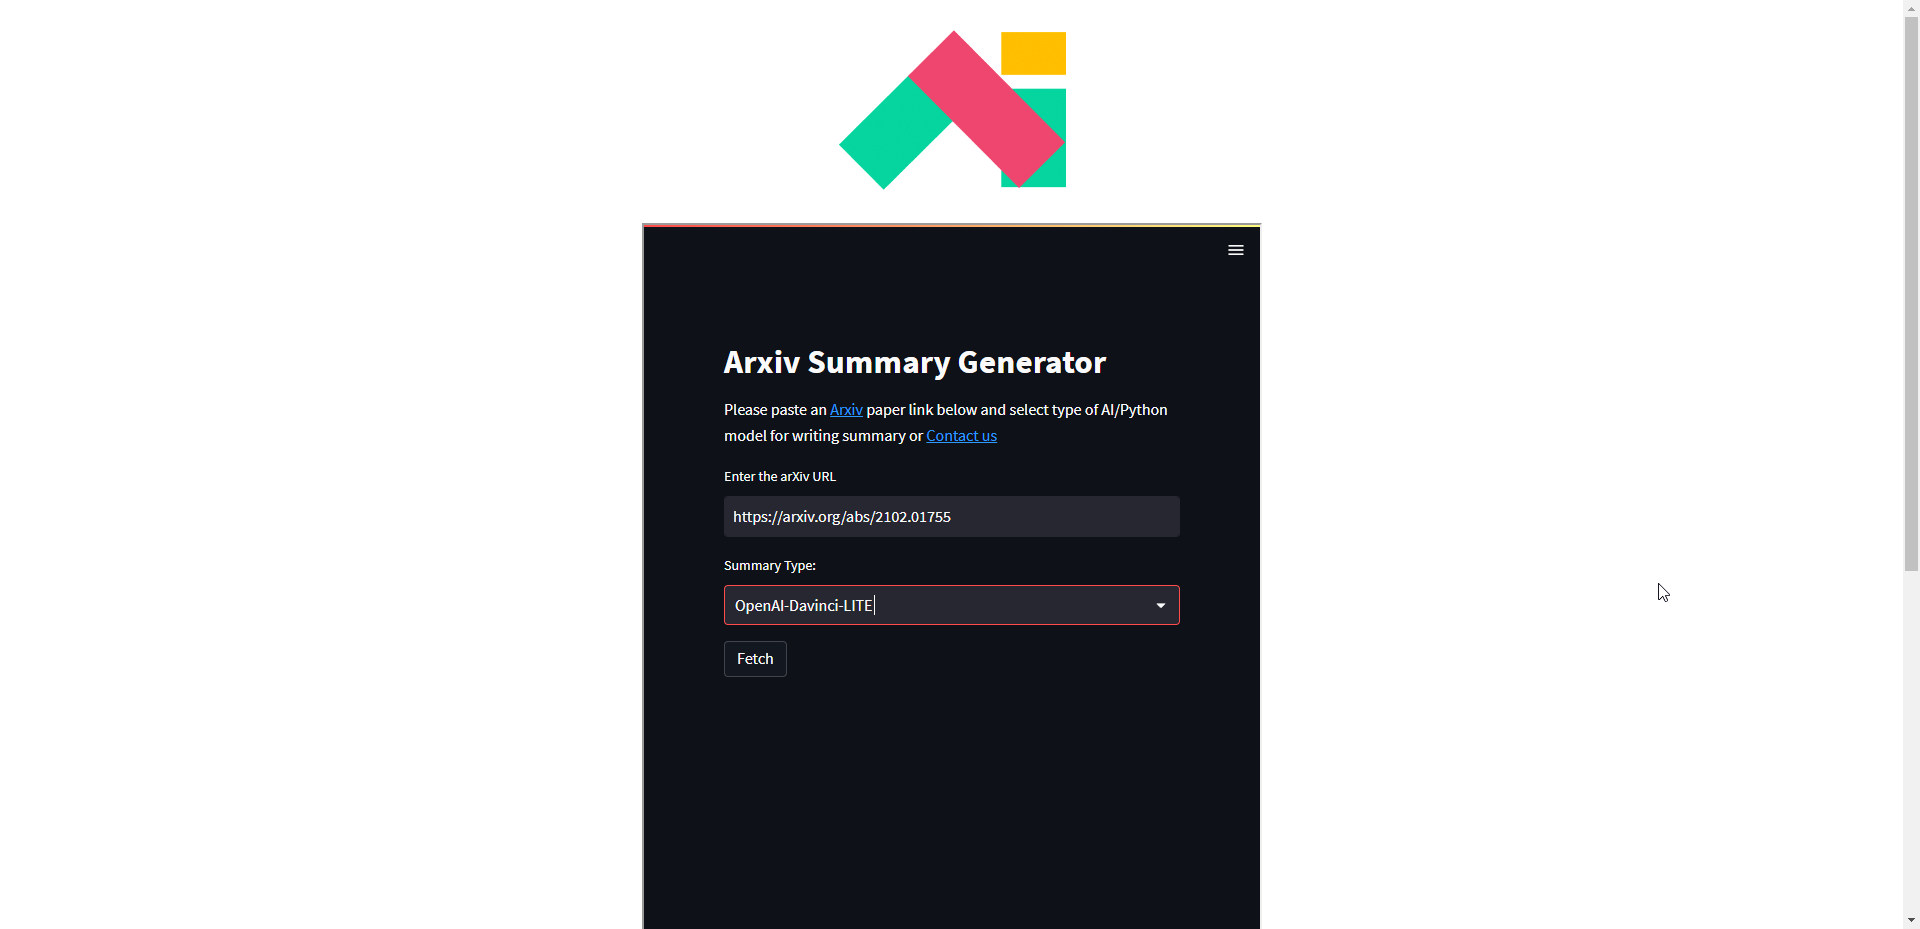 Arxiv Summary Generator
Please paste an Arxiv paper link below and select type of AI/Python
model for writing summary or Contact us
Enter the arXiv URL
https://arxiv.org/abs/2102.01755
Summary Type:
OpenAI-Davinci-LITE
Fetch